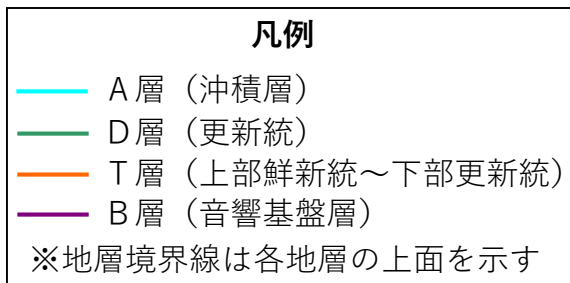 凡例
A層（沖積層）
D層（更新統）
T層（上部鮮新統～下部更新統）
B層（音響基盤層）
※地層境界線は各地層の上面を示す